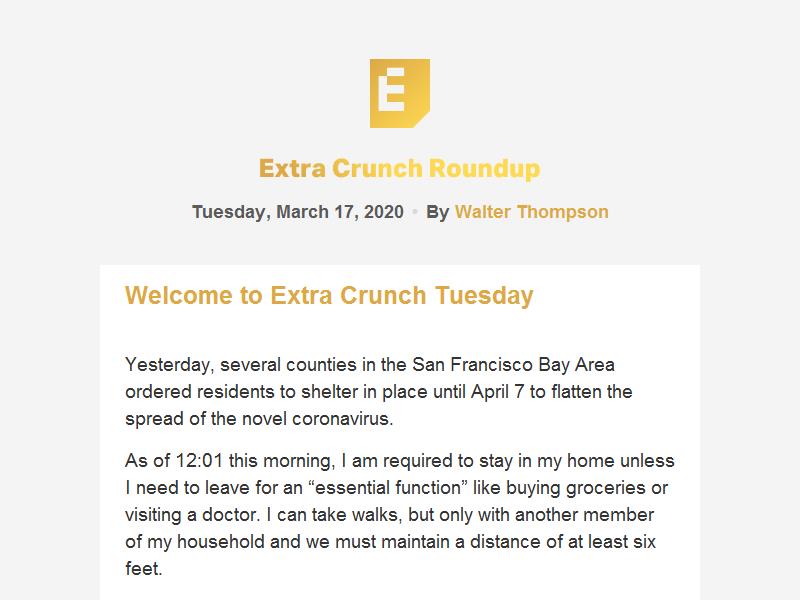 E
Extra Crunch Roundup
Tuesday, March 17, 2020 • By Walter Thompson
Welcome to Extra Crunch Tuesday
Yesterday, several counties in the San Francisco Bay Area
ordered residents to shelter in place until April 7 to flatten the
spread of the novel coronavirus.
As of 12:01 this morning, I am required to stay in my home unless
I need to leave for an “essential function” like buying groceries or
visiting a doctor. I can take walks, but only with another member
of my household and we must maintain a distance of at least six
feet.